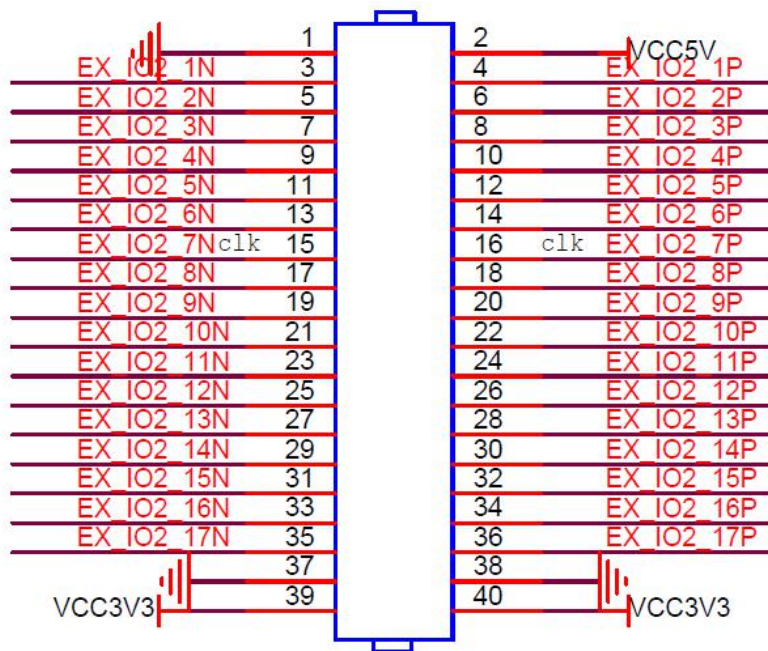 1 2 VCC5V
EX_IO2_1N 3 4 EX_IO2_1P
EX_IO2_2N 5 6 EX_IO2_2P
EX_IO2_3N 7 8 EX_IO2_3P
EX_IO2_4N 9 10 EX_IO2_4P
EX_IO2_5N 11 12 EX_IO2_5P
EX_IO2_6N 13 14 EX_IO2_6P
EX_IO2_7N clk 15 16 clk EX_IO2_7P
EX_IO2_8N 17 18 EX_IO2_8P
EX_IO2_9N 19 20 EX_IO2_9P
EX_IO2_10N 21 22 EX_IO2_10P
EX_IO2_11N 23 24 EX_IO2_11P
EX_IO2_12N 25 26 EX_IO2_12P
EX_IO2_13N 27 28 EX_IO2_13P
EX_IO2_14N 29 30 EX_IO2_14P
EX_IO2_15N 31 32 EX_IO2_15P
EX_IO2_16N 33 34 EX_IO2_16P
EX_IO2_17N 35 36 EX_IO2_17P
37 38
VCC3V3 39 40 VCC3V3